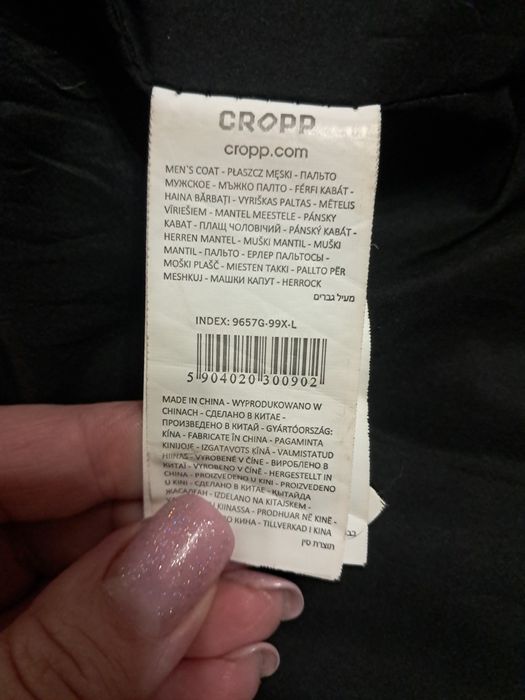 CROPP
cropp.com
MEN`S COAT - PŁASZCZ MĘSKI - ПАЛЬТО
МУЖСКОЕ - МЪЖКО ПАЛТО - FÉRFI KABÁT -
HAINA BĂRBAȚI - VYRIŠKAS PALTAS - MĒTELIS
VĪRIEŠIEM - MANTEL MEESTELE - PÁNSKY
KABAT - ПЛАЩ ЧОЛОВІЧИЙ - PÁNSKÝ KABÁT -
HERREN MANTEL - MUŠKI MANTIL - MUŠKI
MANTIL - ПАЛЬТО - ЕРЛЕР ПАЛЬТОСЫ -
MOŠKI PLAŠČ - MIESTEN TAKKI - PALLTO PËR
MESHKUJ - МАШКИ КАПУТ - HERROCK
מעיל גברים
INDEX: 9657G-99X-L
5 904020 300902
MADE IN CHINA - WYPRODUKOWANO W
CHINACH - СДЕЛАНО В КИТАЕ -
ПРОИЗВЕДЕНО В КИТАЙ - GYÁRTÓORSZÁG:
KÍNA - FABRICATE ÎN CHINA - PAGAMINTA
KINIJOJE - IZGATAVOTS ĶĪNĀ - VALMISTATUD
HIINAS - VYROBENÉ V ČÍNE - ВИРОБЛЕНО В
КИТАЇ - VYROBENO V ČÍNĚ - HERGESTELLT IN
CHINA - PROIZVEDENO U KINI - PROIZVEDENO
U KINI - СДЕЛАНО В КИТАЕ - ҚЫТАЙДА
ЖАСАЛҒАН - IZDELANO NA KITAJSKEM -
KIINASSA - PRODHUAR NË KINË -
ВО КИНА - TILLVERKAD I KINA
תוצרת סין